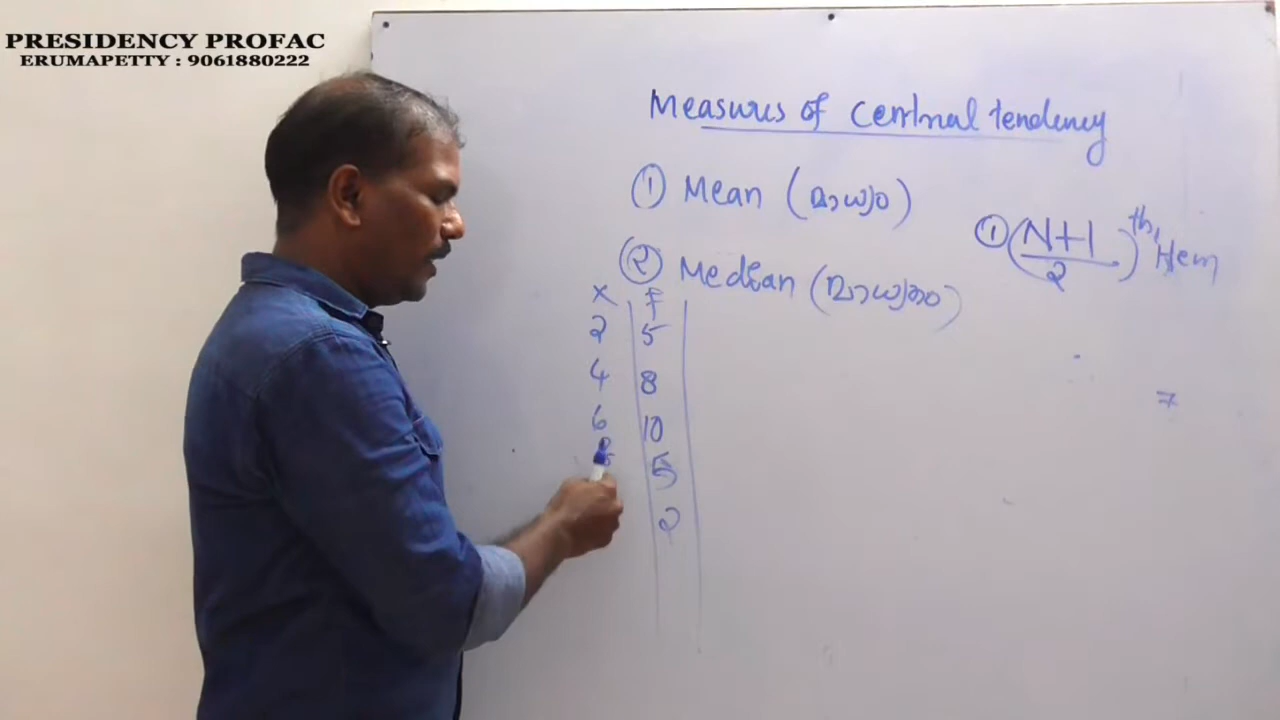 PRESIDENCY PROFAC
ERUMAPETTY : 9061880222
Measures of Central tendency
① Mean (മാധ്യം)
② Median (മാധ്യാങ്കം)
① (N+1/2)th Item
x f
2 5
4 8
6 10
5
2
7